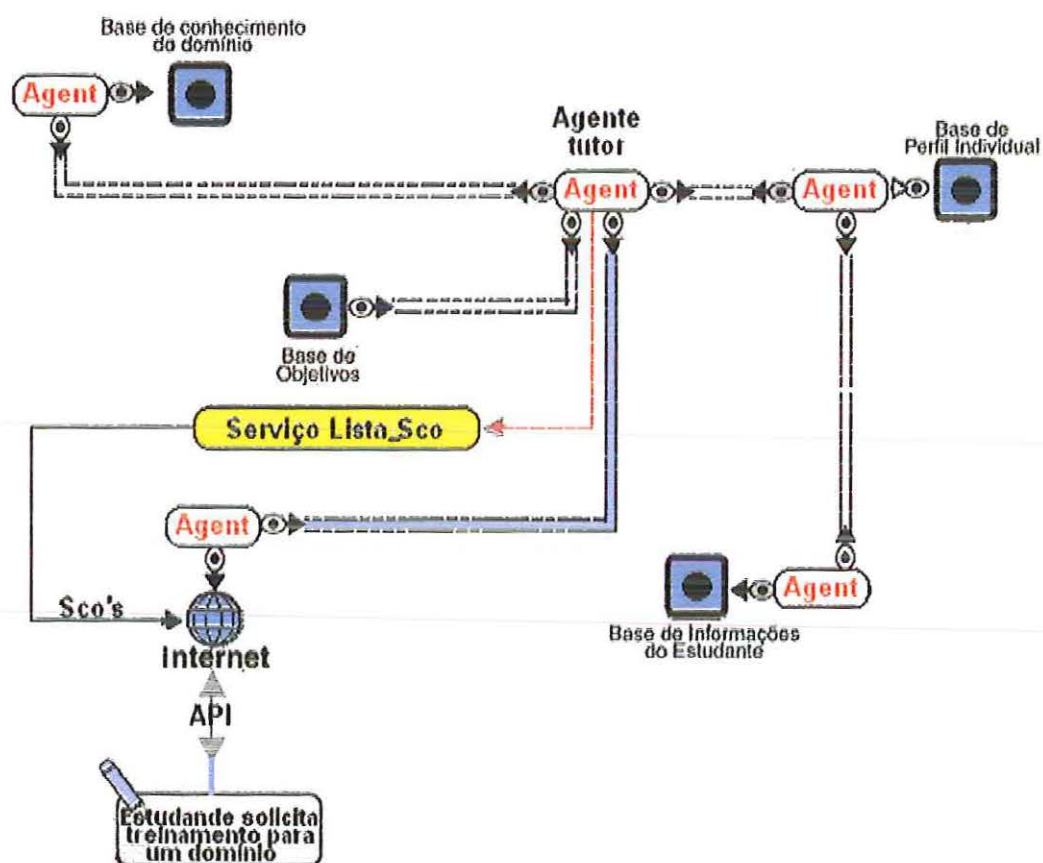 Base de conhecimento
do domínio
Agent
Agente
tutor
Agent
Agent
Base de
Perfil Individual
Base de
Objetivos
Serviço Lista_Sco
Agent
Sco's
Internet
Agent
Base de Informações
do Estudante
API
Estudande solicita
treinamento para
um domínio